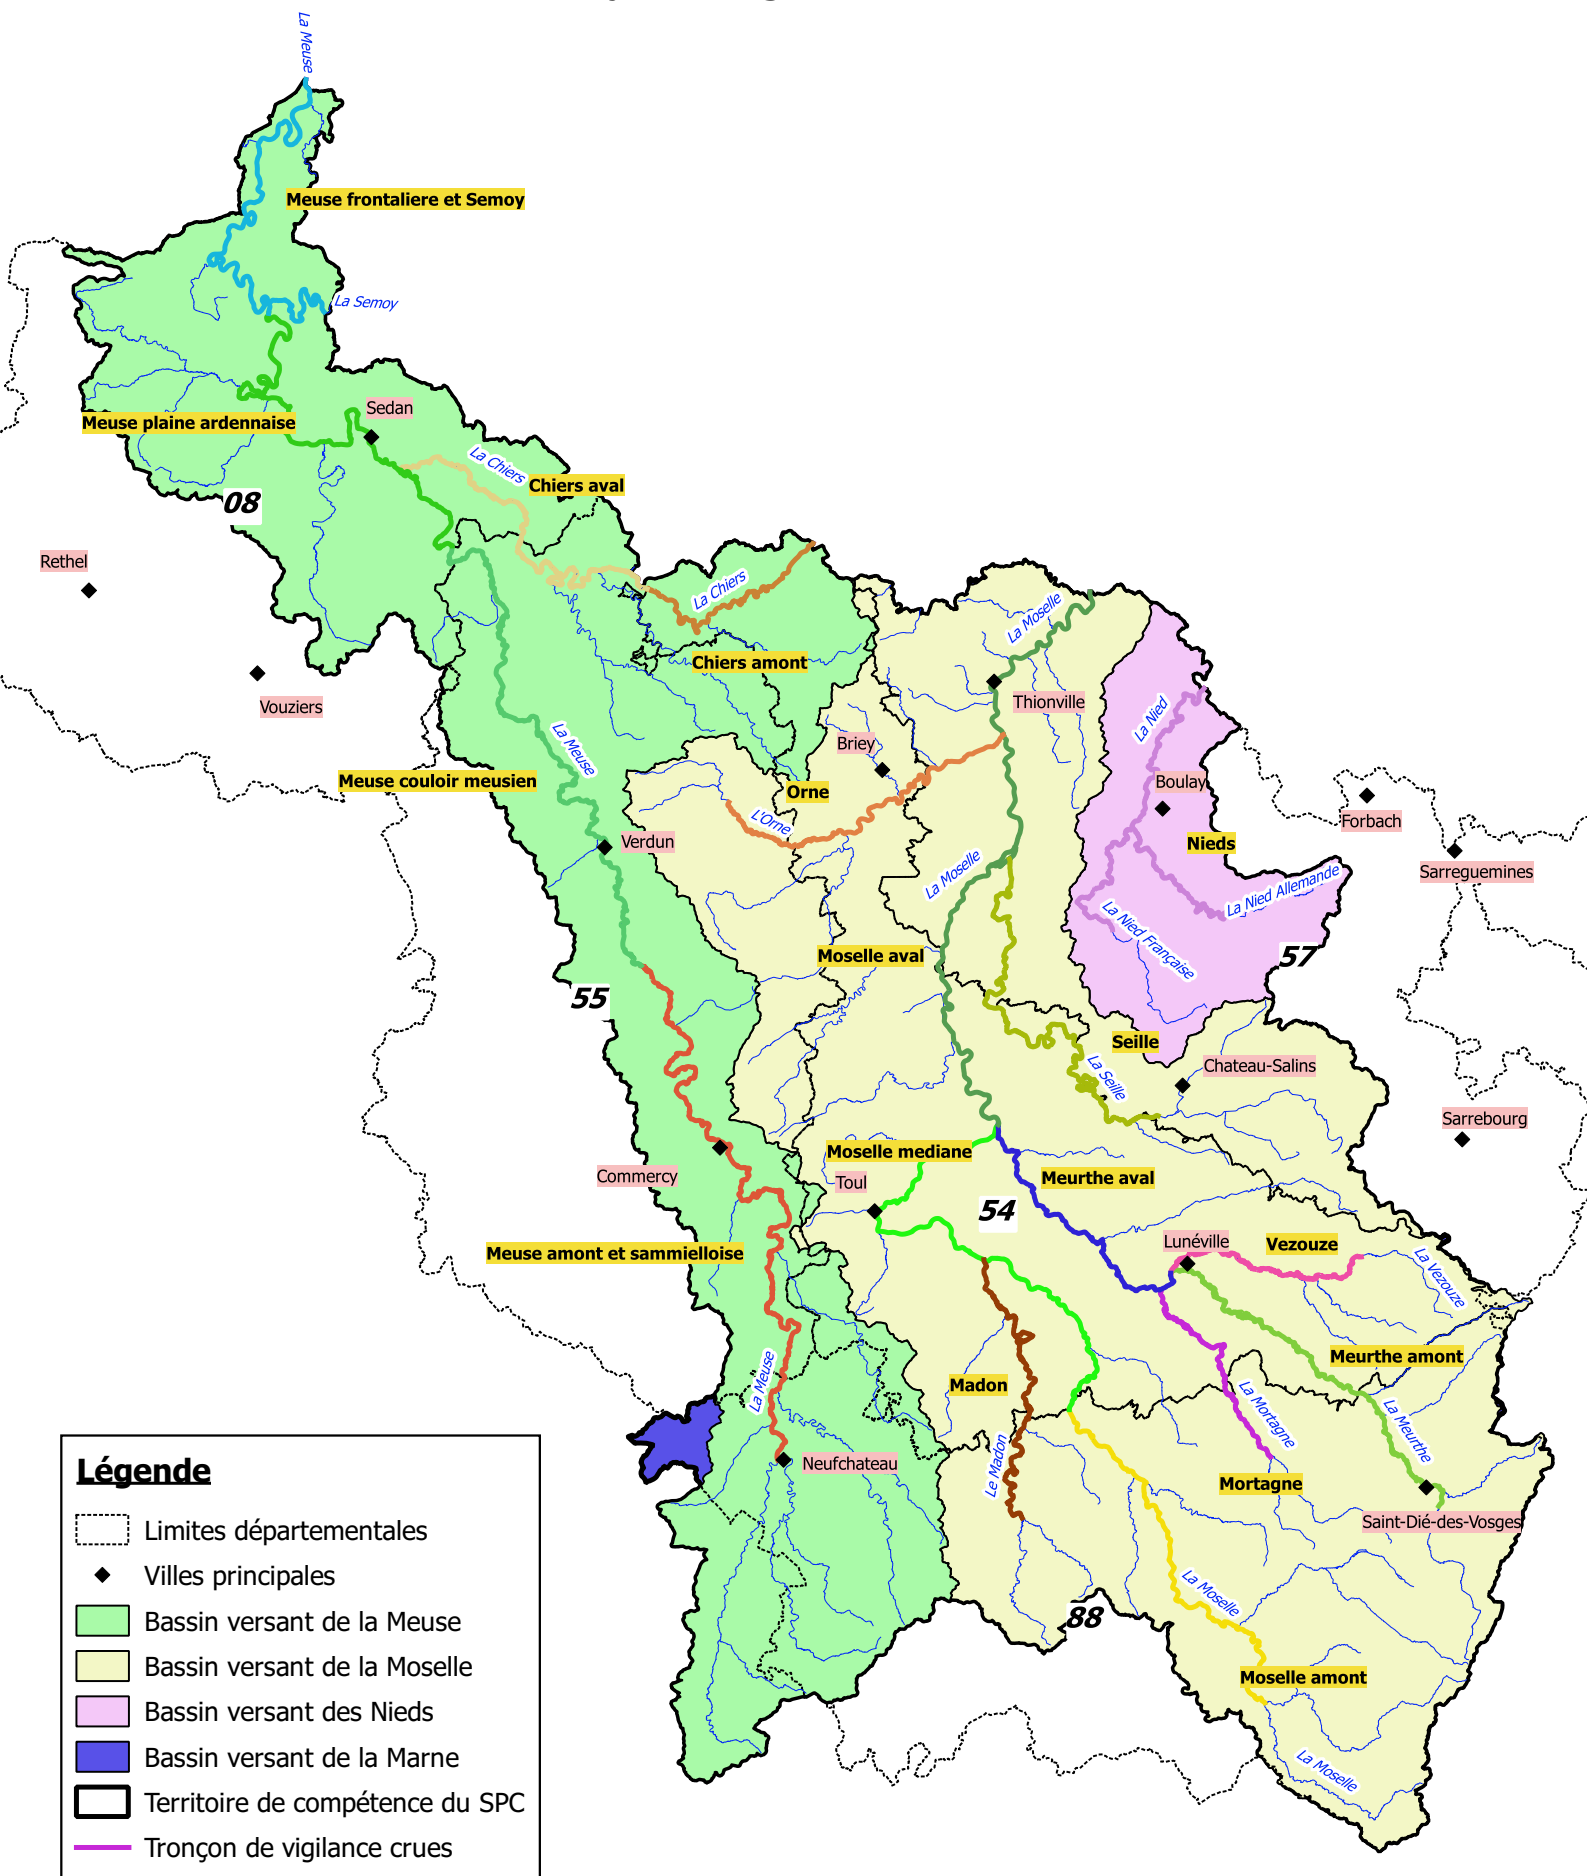 La Meuse
Meuse frontaliere et Semoy
La Semoy
Sedan
Meuse plaine ardennaise
La Chiers
Chiers aval
08
Rethel
La Chiers
La Moselle
Chiers amont
Thionville
Vouziers
La Nied
La Meuse
Briey
Meuse couloir meusien
Boulay
Orne
Forbach
L'Orne
Verdun
Nieds
Sarreguemines
La Moselle
La Nied Allemande
La Nied Française
Moselle aval
57
55
Seille
Chateau-Salins
La Seille
Sarrebourg
Moselle mediane
Commercy
Toul
Meurthe aval
54
Lunéville
Vezouze
Meuse amont et sammielloise
La Vezouze
Meurthe amont
La Meuse
Madon
La Mortagne
La Meurthe
Le Madon
Neufchateau
Mortagne
Saint-Dié-des-Vosges
La Moselle
88
Moselle amont
La Moselle
Légende
Limites départementales
Villes principales
Bassin versant de la Meuse
Bassin versant de la Moselle
Bassin versant des Nieds
Bassin versant de la Marne
Territoire de compétence du SPC
Tronçon de vigilance crues